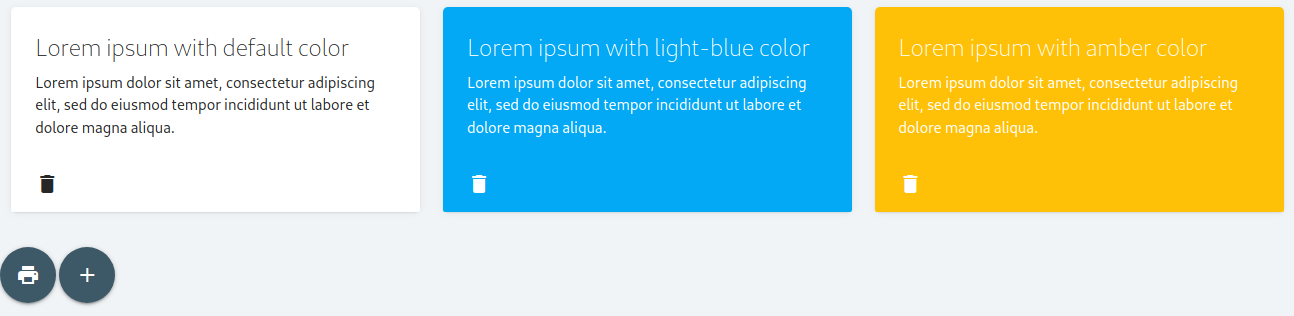 Lorem ipsum with default color
Lorem ipsum dolor sit amet, consectetur adipiscing
elit, sed do eiusmod tempor incididunt ut labore et
dolore magna aliqua.
Lorem ipsum with light-blue color
Lorem ipsum dolor sit amet, consectetur adipiscing
elit, sed do eiusmod tempor incididunt ut labore et
dolore magna aliqua.
Lorem ipsum with amber color
Lorem ipsum dolor sit amet, consectetur adipiscing
elit, sed do eiusmod tempor incididunt ut labore et
dolore magna aliqua.